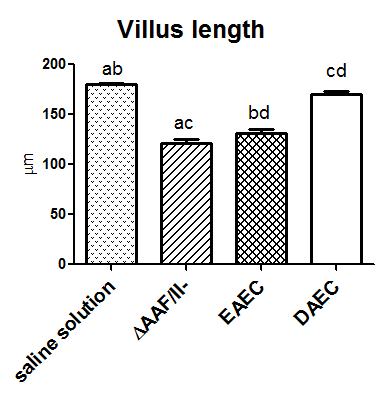 Villus length
200
150
100
50
0
µm
ab
ac
bd
cd
saline solution
ΔAAF/II-
EAEC
DAEC